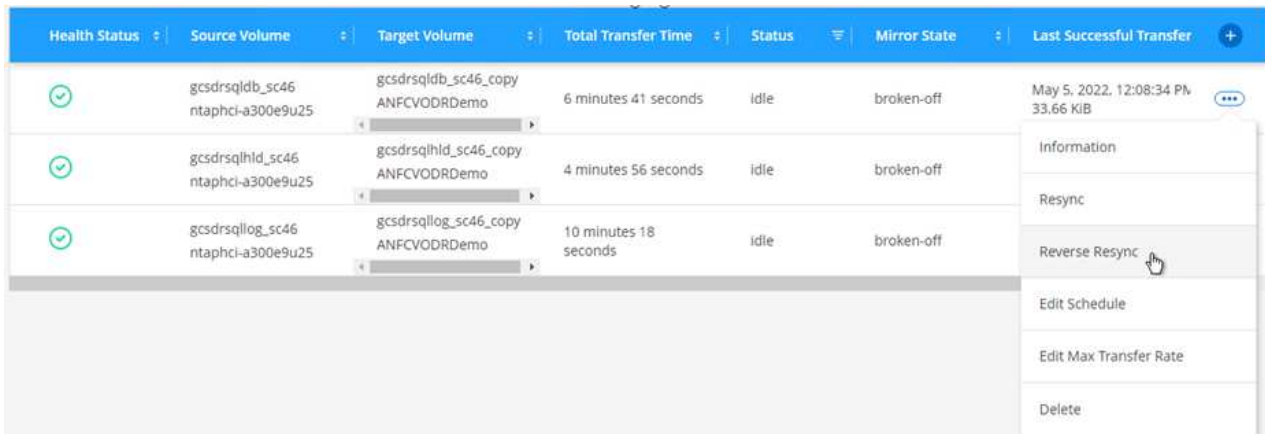 Health Status Source Volume Target Volume Total Transfer Time Status Mirror State Last Successful Transfer
gcsdrsqldb_sc46
ntaphci-a300e9u25
gcsdrsqldb_sc46_copy
ANFCVODRDemo
6 minutes 41 seconds
idle
broken-off
May 5, 2022, 12:08:34 PM
33.66 KiB
gcsdrsqlhld_sc46
ntaphci-a300e9u25
gcsdrsqlhld_sc46_copy
ANFCVODRDemo
4 minutes 56 seconds
idle
broken-off
gcsdrsqllog_sc46
ntaphci-a300e9u25
gcsdrsqllog_sc46_copy
ANFCVODRDemo
10 minutes 18
seconds
idle
broken-off
Information
Resync
Reverse Resync
Edit Schedule
Edit Max Transfer Rate
Delete